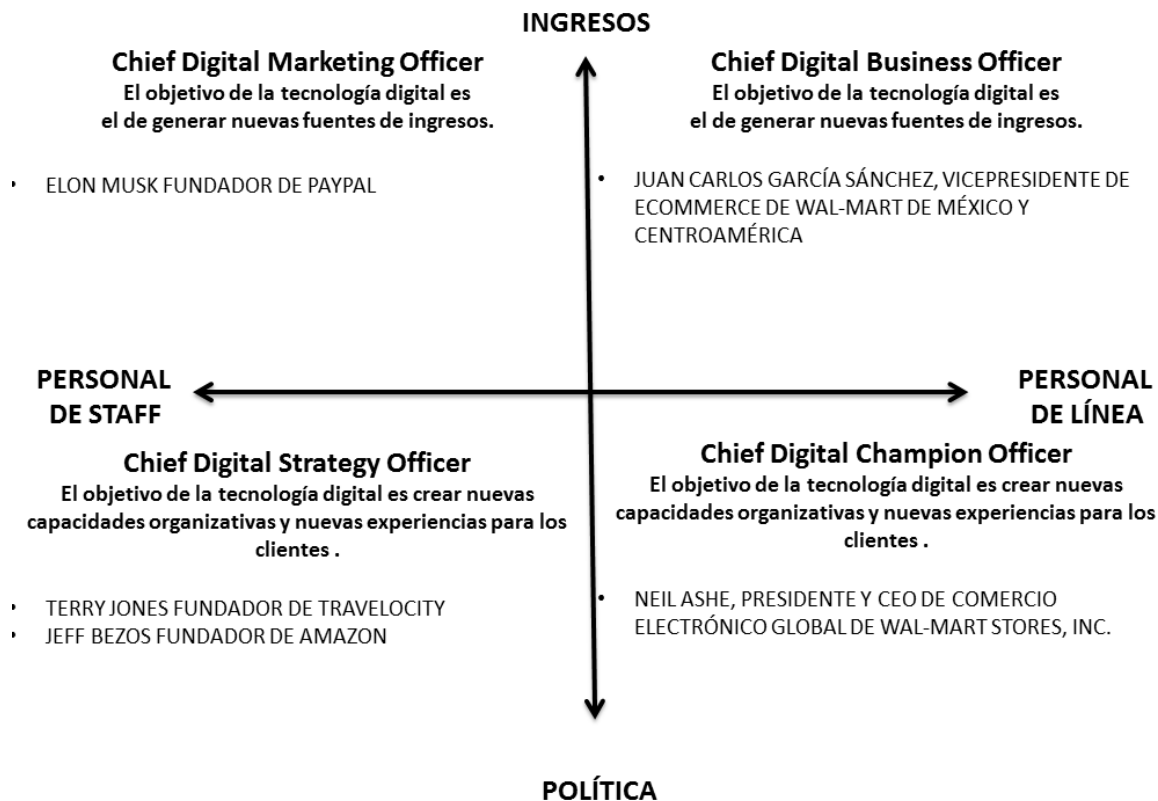 INGRESOS
Chief Digital Marketing Officer
El objetivo de la tecnología digital es
el de generar nuevas fuentes de ingresos.
• ELON MUSK FUNDADOR DE PAYPAL
Chief Digital Business Officer
El objetivo de la tecnología digital es
el de generar nuevas fuentes de ingresos.
• JUAN CARLOS GARCÍA SÁNCHEZ, VICEPRESIDENTE DE
ECOMMERCE DE WAL-MART DE MÉXICO Y
CENTROAMÉRICA
PERSONAL
DE STAFF
PERSONAL
DE LÍNEA
Chief Digital Strategy Officer
El objetivo de la tecnología digital es crear nuevas
capacidades organizativas y nuevas experiencias para los
clientes .
• TERRY JONES FUNDADOR DE TRAVELOCITY
• JEFF BEZOS FUNDADOR DE AMAZON
Chief Digital Champion Officer
El objetivo de la tecnología digital es crear nuevas
capacidades organizativas y nuevas experiencias para los
clientes .
• NEIL ASHE, PRESIDENTE Y CEO DE COMERCIO
ELECTRÓNICO GLOBAL DE WAL-MART STORES, INC.
POLÍTICA